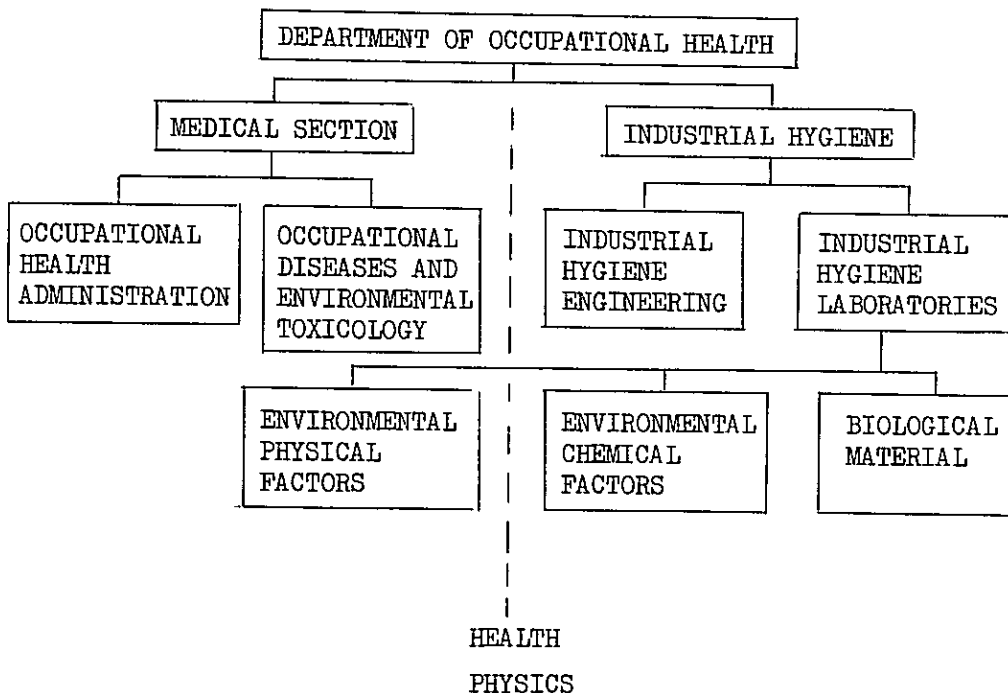 DEPARTMENT OF OCCUPATIONAL HEALTH
MEDICAL SECTION
INDUSTRIAL HYGIENE
OCCUPATIONAL
HEALTH
ADMINISTRATION
OCCUPATIONAL
DISEASES AND
ENVIRONMENTAL
TOXICOLOGY
INDUSTRIAL
HYGIENE
ENGINEERING
INDUSTRIAL
HYGIENE
LABORATORIES
ENVIRONMENTAL
PHYSICAL
FACTORS
ENVIRONMENTAL
CHEMICAL
FACTORS
BIOLOGICAL
MATERIAL
HEALTH
PHYSICS